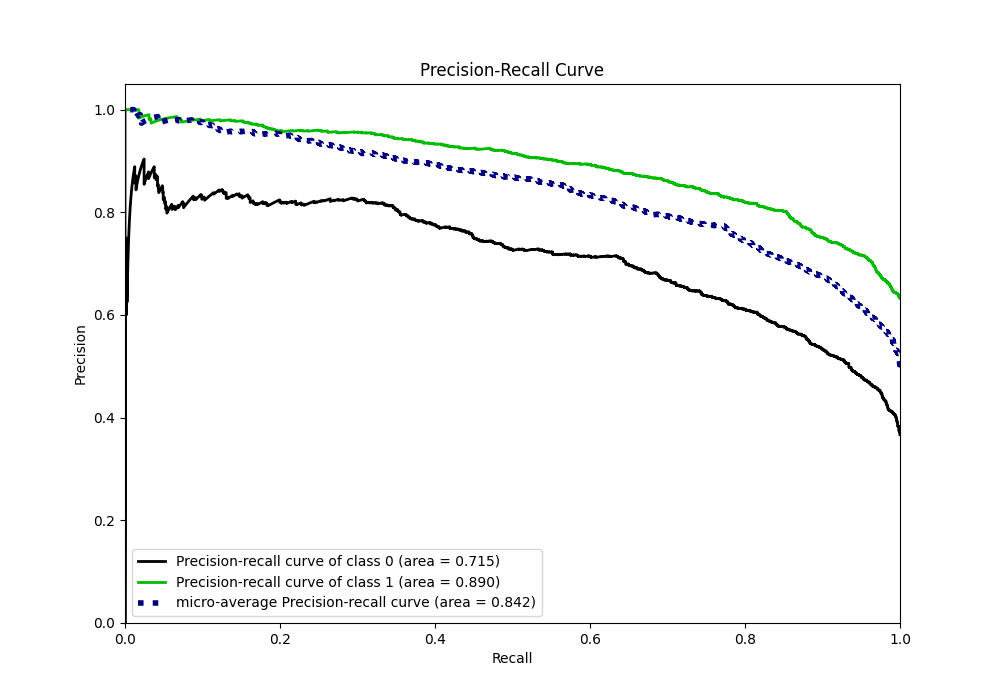 Precision-Recall Curve
1.0
0.8
0.6
0.4
0.2
0.0
Precision
Precision-recall curve of class 0 (area = 0.715)
Precision-recall curve of class 1 (area = 0.890)
micro-average Precision-recall curve (area = 0.842)
0.0 0.2 0.4 0.6 0.8 1.0
Recall